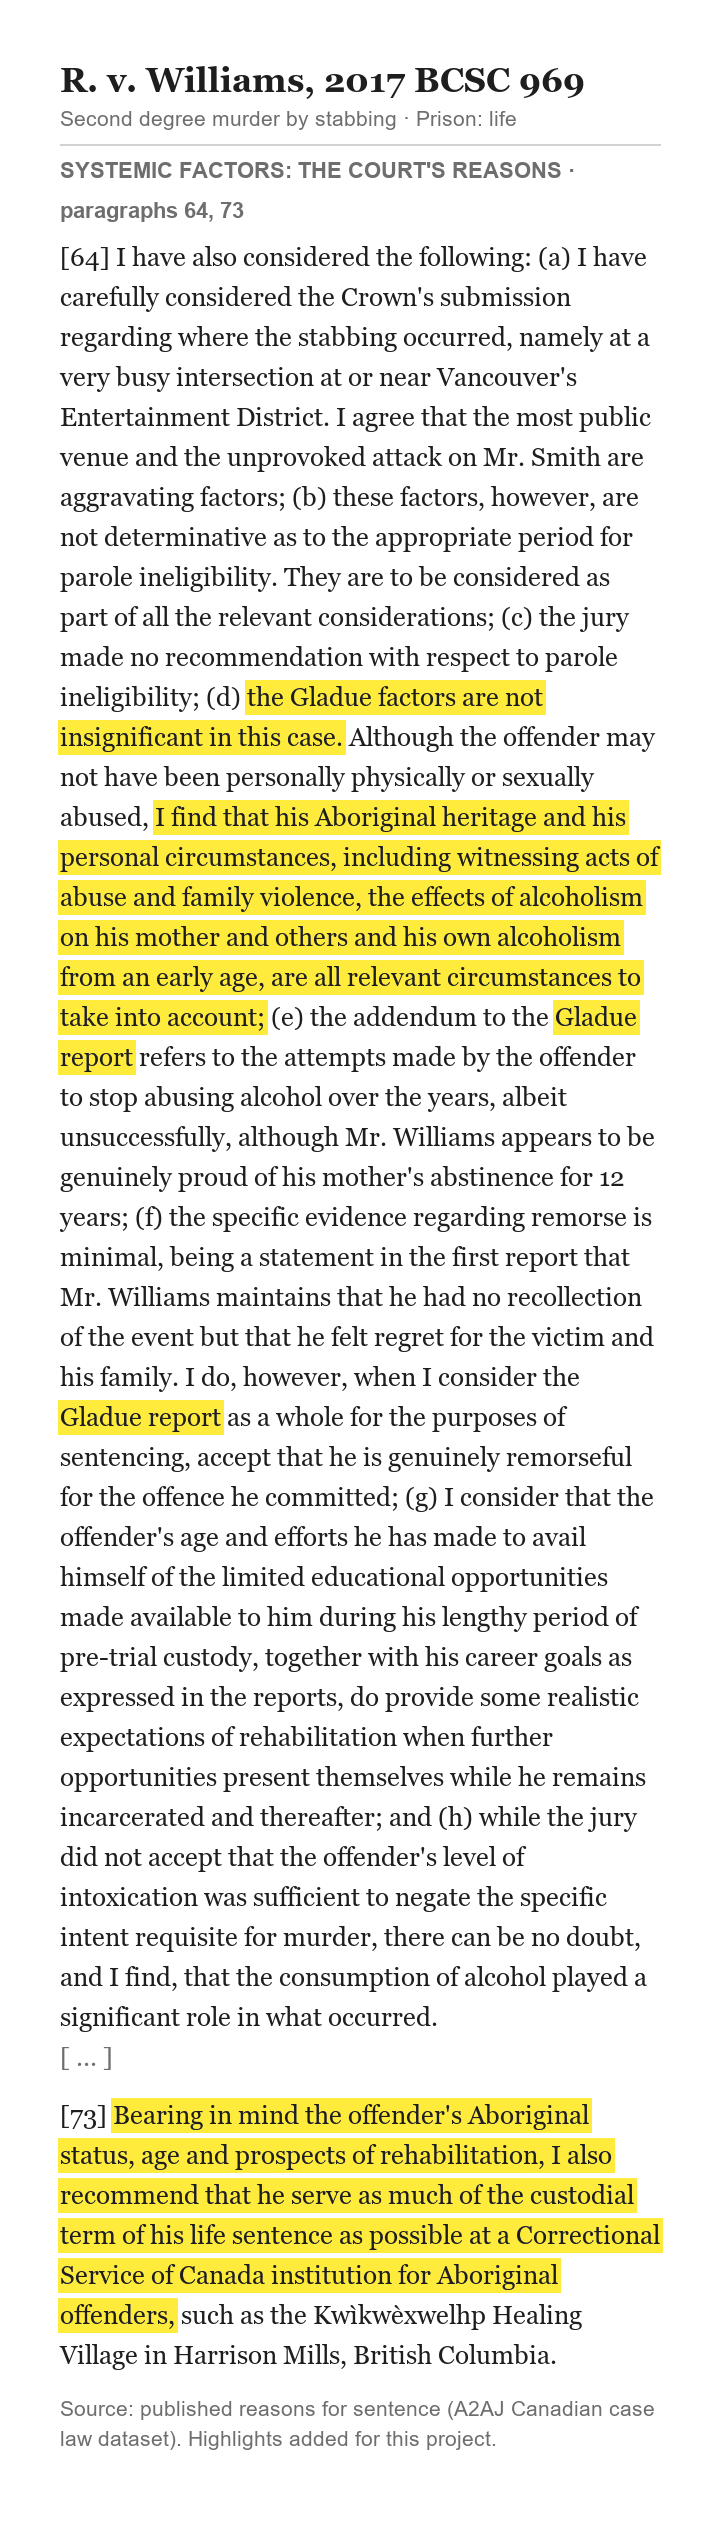 R. v. Williams, 2017 BCSC 969
Second degree murder by stabbing · Prison: life
SYSTEMIC FACTORS: THE COURT'S REASONS ·
paragraphs 64, 73
[64] I have also considered the following: (a) I have
carefully considered the Crown's submission
regarding where the stabbing occurred, namely at a
very busy intersection at or near Vancouver's
Entertainment District. I agree that the most public
venue and the unprovoked attack on Mr. Smith are
aggravating factors; (b) these factors, however, are
not determinative as to the appropriate period for
parole ineligibility. They are to be considered as
part of all the relevant considerations; (c) the jury
made no recommendation with respect to parole
ineligibility; (d) the Gladue factors are not
insignificant in this case. Although the offender may
not have been personally physically or sexually
abused, I find that his Aboriginal heritage and his
personal circumstances, including witnessing acts of
abuse and family violence, the effects of alcoholism
on his mother and others and his own alcoholism
from an early age, are all relevant circumstances to
take into account; (e) the addendum to the Gladue
report refers to the attempts made by the offender
to stop abusing alcohol over the years, albeit
unsuccessfully, although Mr. Williams appears to be
genuinely proud of his mother's abstinence for 12
years; (f) the specific evidence regarding remorse is
minimal, being a statement in the first report that
Mr. Williams maintains that he had no recollection
of the event but that he felt regret for the victim and
his family. I do, however, when I consider the
Gladue report as a whole for the purposes of
sentencing, accept that he is genuinely remorseful
for the offence he committed; (g) I consider that the
offender's age and efforts he has made to avail
himself of the limited educational opportunities
made available to him during his lengthy period of
pre-trial custody, together with his career goals as
expressed in the reports, do provide some realistic
expectations of rehabilitation when further
opportunities present themselves while he remains
incarcerated and thereafter; and (h) while the jury
did not accept that the offender's level of
intoxication was sufficient to negate the specific
intent requisite for murder, there can be no doubt,
and I find, that the consumption of alcohol played a
significant role in what occurred.
[ ... ]
[73] Bearing in mind the offender's Aboriginal
status, age and prospects of rehabilitation, I also
recommend that he serve as much of the custodial
term of his life sentence as possible at a Correctional
Service of Canada institution for Aboriginal
offenders, such as the Kwìkwèxwelhp Healing
Village in Harrison Mills, British Columbia.
Source: published reasons for sentence (A2AJ Canadian case
law dataset). Highlights added for this project.